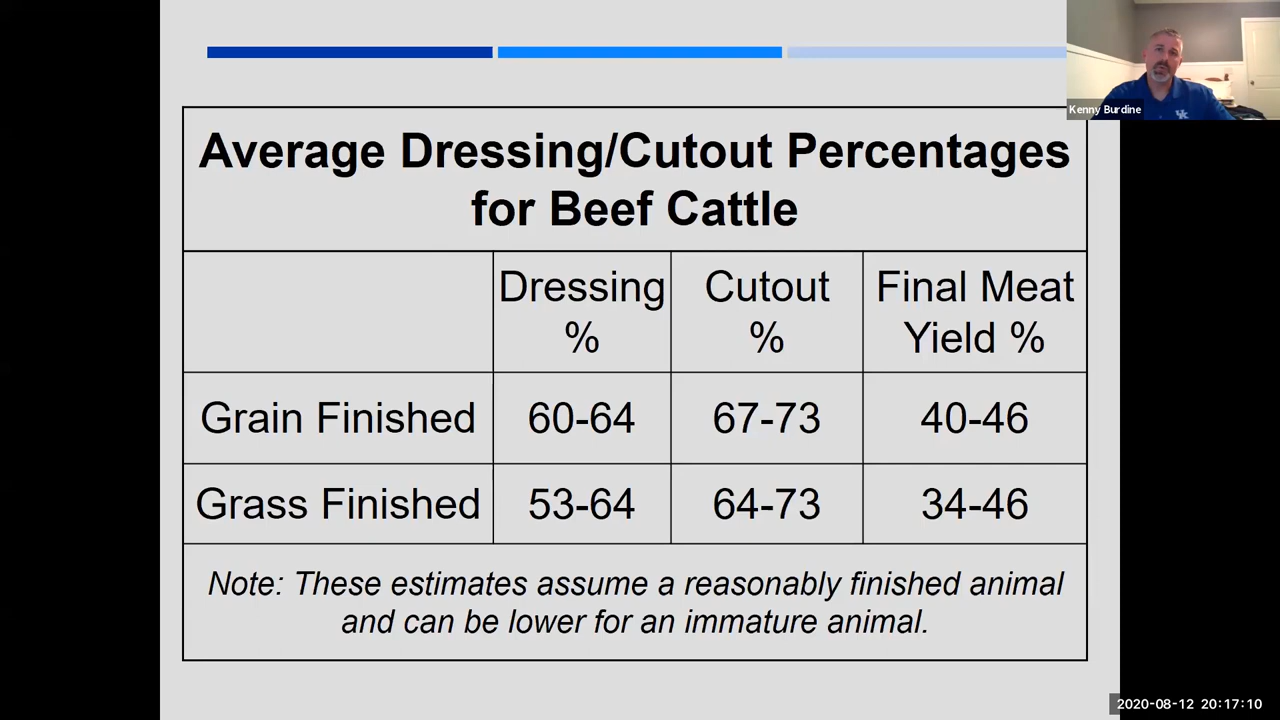 Kenny Burdine
Average Dressing/Cutout Percentages
for Beef Cattle
Dressing %
Cutout %
Final Meat Yield %
Grain Finished 60-64 67-73 40-46
Grass Finished 53-64 64-73 34-46
Note: These estimates assume a reasonably finished animal
and can be lower for an immature animal.
2020-08-12 20:17:10